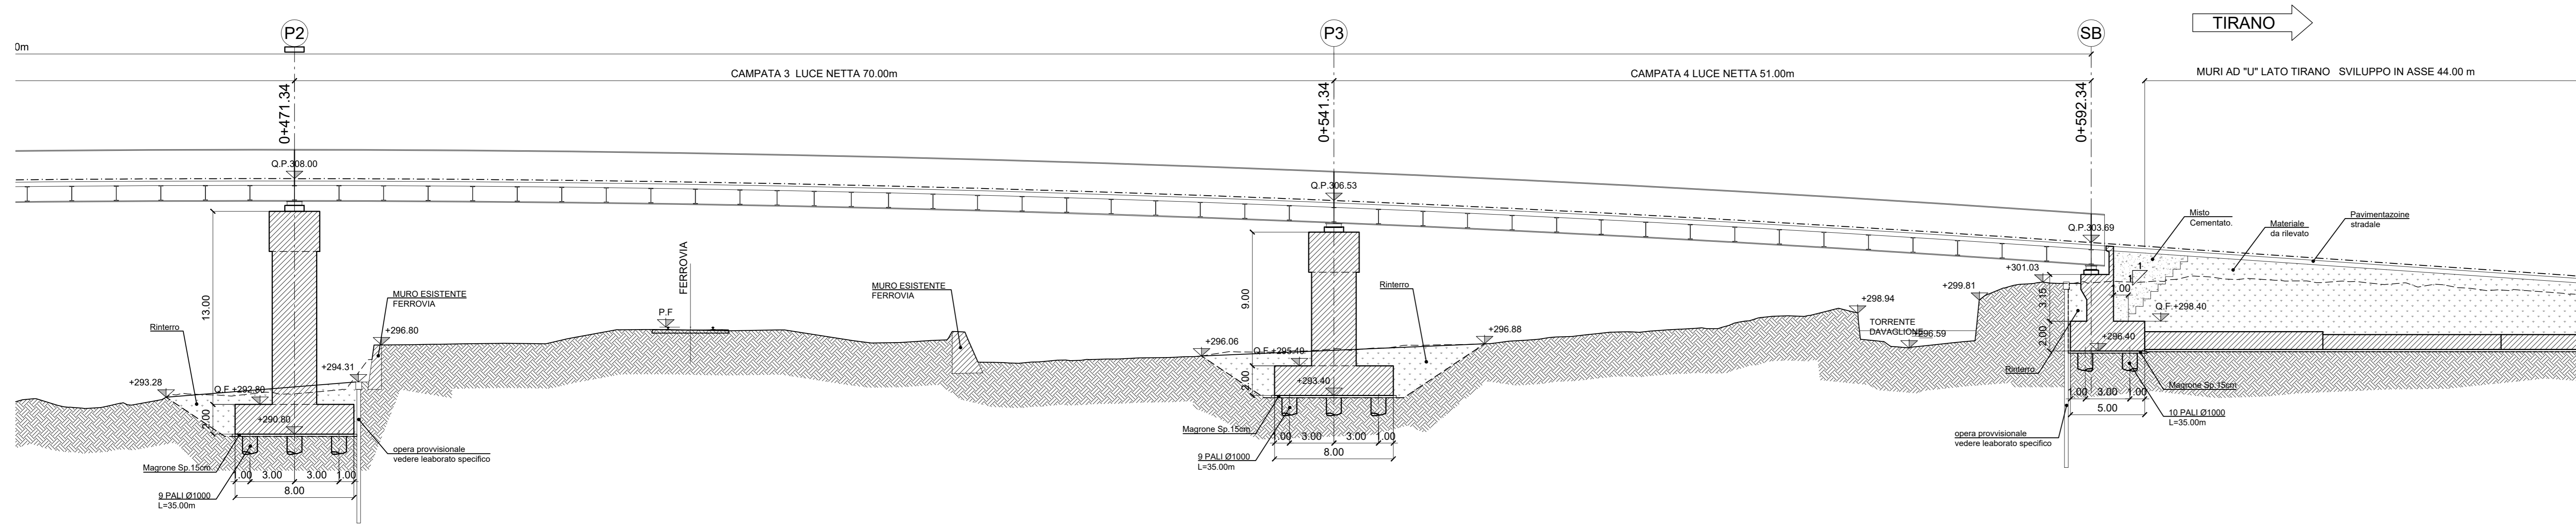 P2
P3
SB
TIRANO
0m
CAMPATA 3 LUCE NETTA 70.00m
CAMPATA 4 LUCE NETTA 51.00m
MURI AD "U" LATO TIRANO SVILUPPO IN ASSE 44.00 m
0+471.34
0+541.34
0+592.34
Q.P.308.00
Q.P.306.53
Q.P.303.69
Misto
Cementato.
Materiale
da rilevato
Pavimentazoine
stradale
13.00
Rinterro
+293.28
Q.F.+292.80
+290.80
2.00
+294.31
MURO ESISTENTE
FERROVIA
+296.80
FERROVIA
P.F
MURO ESISTENTE
FERROVIA
opera provvisionale
vedere leaborato specifico
Magrone Sp.15cm
1.00
3.00
3.00
1.00
8.00
9 PALI Ø1000
L=35.00m
9.00
Rinterro
+296.06
Q.F.+295.40
+293.40
2.00
+296.88
Magrone Sp.15cm
1.00
3.00
3.00
1.00
8.00
9 PALI Ø1000
L=35.00m
+298.94
TORRENTE
DAVAGLIONE
+296.59
+299.81
+301.03
3.15
2.00
1
1
1.00
Q.F.+298.40
+296.40
Rinterro
Magrone Sp.15cm
1.00
3.00
1.00
5.00
10 PALI Ø1000
L=35.00m
opera provvisionale
vedere leaborato specifico